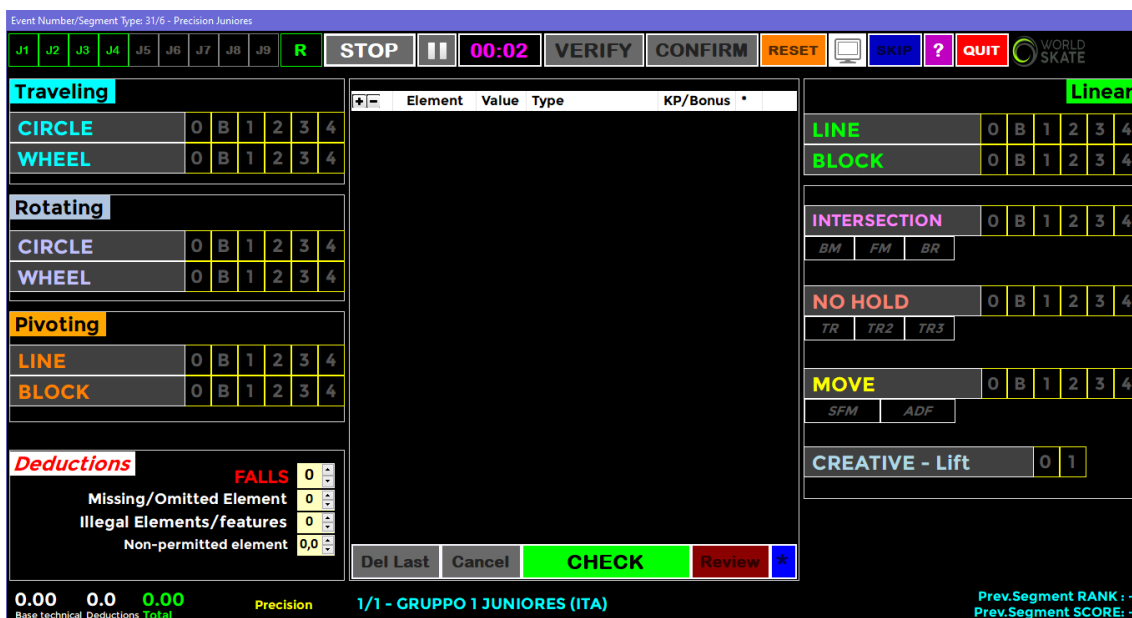 Event Number/Segment Type: 31/6 - Precision Juniores
J1 J2 J3 J4 J5 J6 J7 J8 J9 R STOP 00:02 VERIFY CONFIRM RESET SKIP ? QUIT WORLD SKATE
Traveling
CIRCLE 0 B 1 2 3 4
WHEEL 0 B 1 2 3 4
Rotating
CIRCLE 0 B 1 2 3 4
WHEEL 0 B 1 2 3 4
Pivoting
LINE 0 B 1 2 3 4
BLOCK 0 B 1 2 3 4
Deductions
FALLS 0
Missing/Omitted Element 0
Illegal Elements/features 0
Non-permitted element 0,0
+ - Element Value Type KP/Bonus *
Del Last Cancel CHECK Review *
Linear
LINE 0 B 1 2 3 4
BLOCK 0 B 1 2 3 4
INTERSECTION 0 B 1 2 3 4
BM FM BR
NO HOLD 0 B 1 2 3 4
TR TR2 TR3
MOVE 0 B 1 2 3 4
SFM ADF
CREATIVE - Lift 0 1
0.00 0.0 0.00
Base technical Deductions Total
Precision
1/1 - GRUPPO 1 JUNIORES (ITA)
Prev.Segment RANK : -
Prev.Segment SCORE: -